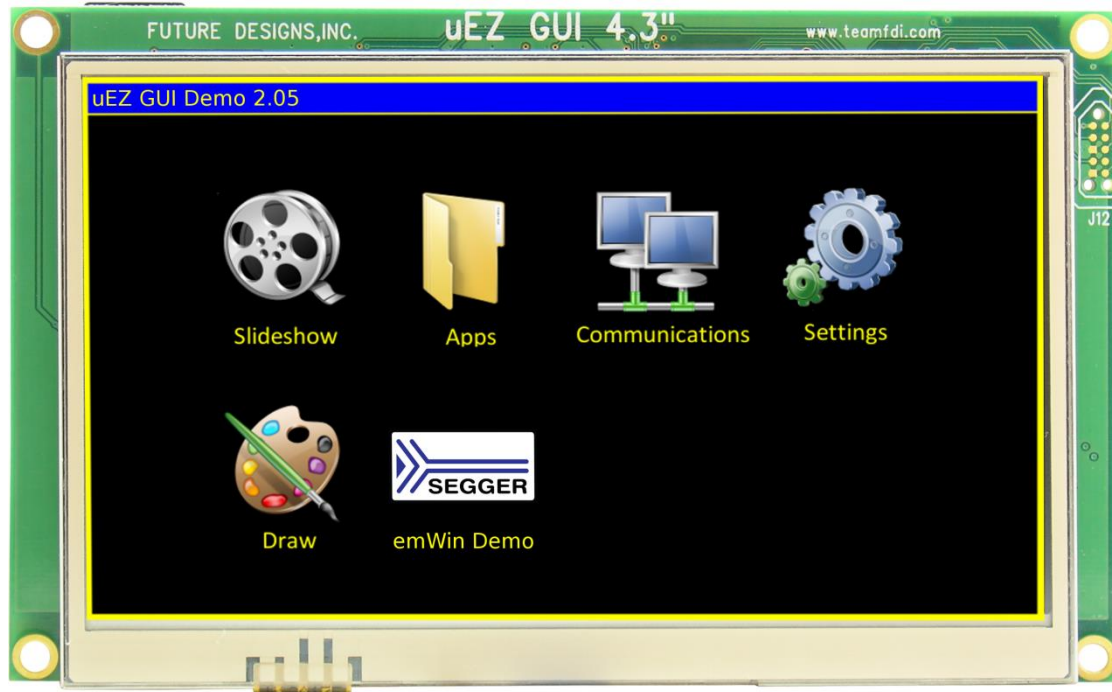 FUTURE DESIGNS,INC.
uEZ GUI 4.3"
www.teamfdi.com
uEZ GUI Demo 2.05
J12
Slideshow
Apps
Communications
Settings
SEGGER
Draw
emWin Demo